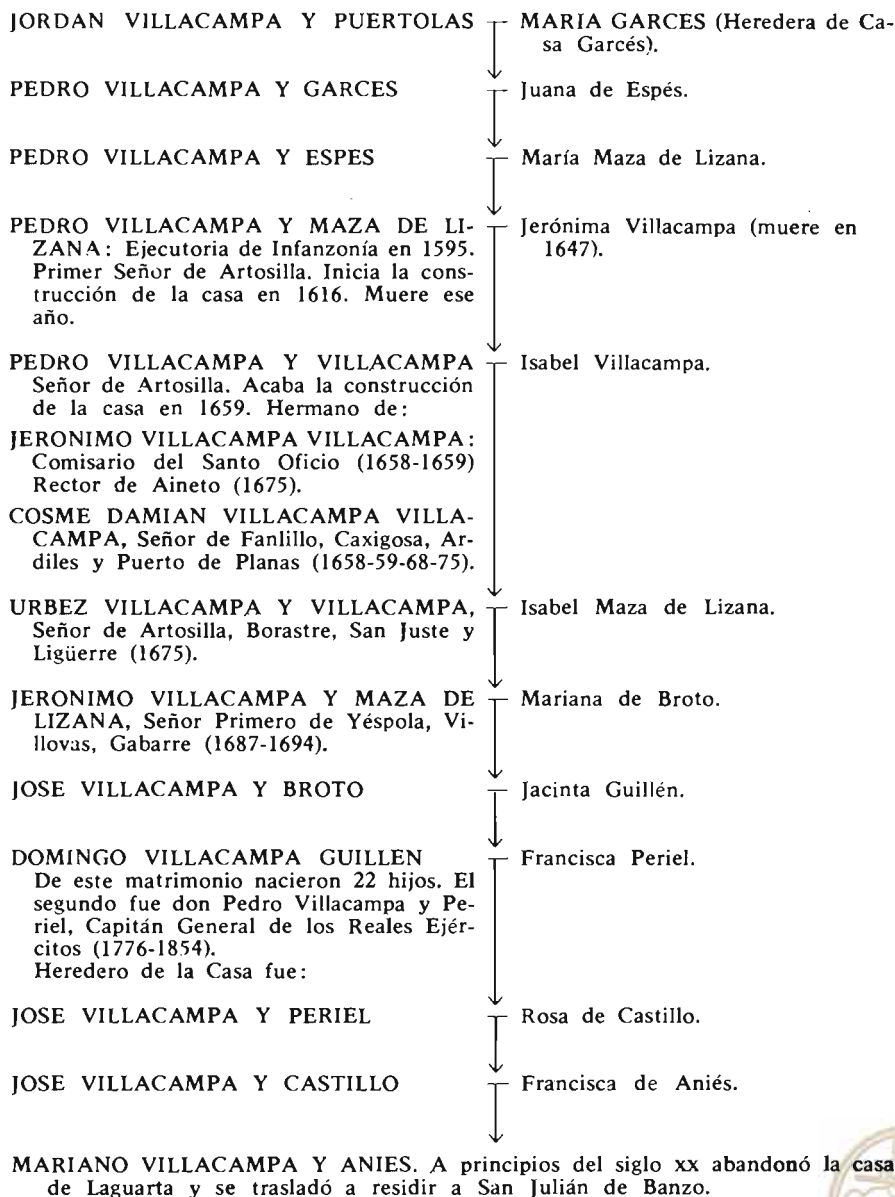 JORDAN VILLACAMPA Y PUERTOLAS
MARIA GARCES (Heredera de Ca-
sa Garcés).
PEDRO VILLACAMPA Y GARCES
Juana de Espés.
PEDRO VILLACAMPA Y ESPES
María Maza de Lizana.
PEDRO VILLACAMPA Y MAZA DE LI-
ZANA: Ejecutoria de Infanzonía en 1595.
Primer Señor de Artosilla. Inicia la cons-
trucción de la casa en 1616. Muere ese
año.
Jerónima Villacampa (muere en
1647).
PEDRO VILLACAMPA Y VILLACAMPA
Señor de Artosilla. Acaba la construcción
de la casa en 1659. Hermano de:
Isabel Villacampa.
JERONIMO VILLACAMPA VILLACAMPA:
Comisario del Santo Oficio (1658-1659)
Rector de Aineto (1675).
COSME DAMIAN VILLACAMPA VILLA-
CAMPA, Señor de Fanlillo, Caxigosa, Ar-
diles y Puerto de Planas (1658-59-68-75).
URBEZ VILLACAMPA Y VILLACAMPA,
Señor de Artosilla, Borastre, San Juste y
Ligüerre (1675).
Isabel Maza de Lizana.
JERONIMO VILLACAMPA Y MAZA DE
LIZANA, Señor Primero de Yéspola, Vi-
llovas, Gabarre (1687-1694).
Mariana de Broto.
JOSE VILLACAMPA Y BROTO
Jacinta Guillén.
DOMINGO VILLACAMPA GUILLEN
De este matrimonio nacieron 22 hijos. El
segundo fue don Pedro Villacampa y Pe-
riel, Capitán General de los Reales Ejér-
citos (1776-1854).
Heredero de la Casa fue:
Francisca Periel.
JOSE VILLACAMPA Y PERIEL
Rosa de Castillo.
JOSE VILLACAMPA Y CASTILLO
Francisca de Aniés.
MARIANO VILLACAMPA Y ANIES. A principios del siglo xx abandonó la casa
de Laguarta y se trasladó a residir a San Julián de Banzo.